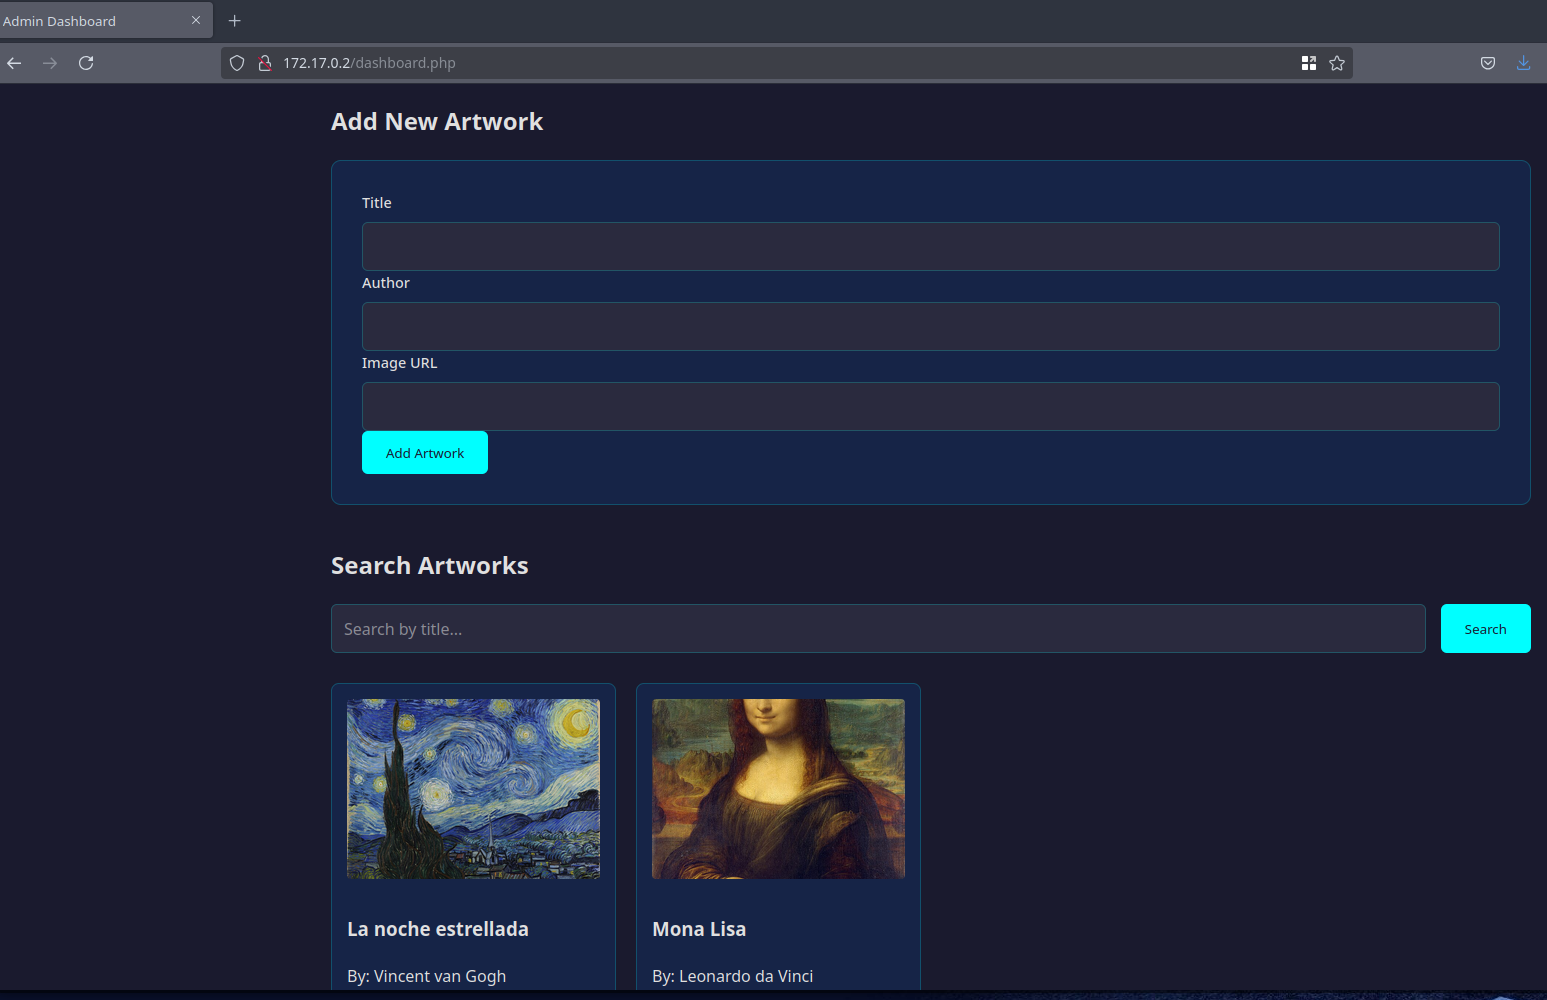 Admin Dashboard
172.17.0.2/dashboard.php
Add New Artwork
Title
Author
Image URL
Add Artwork
Search Artworks
Search by title...
Search
La noche estrellada
By: Vincent van Gogh
Mona Lisa
By: Leonardo da Vinci